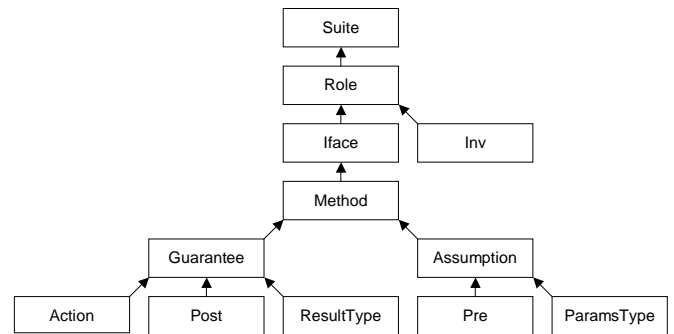 Suite
Role
Iface
Inv
Method
Guarantee
Assumption
Action
Post
ResultType
Pre
ParamsType